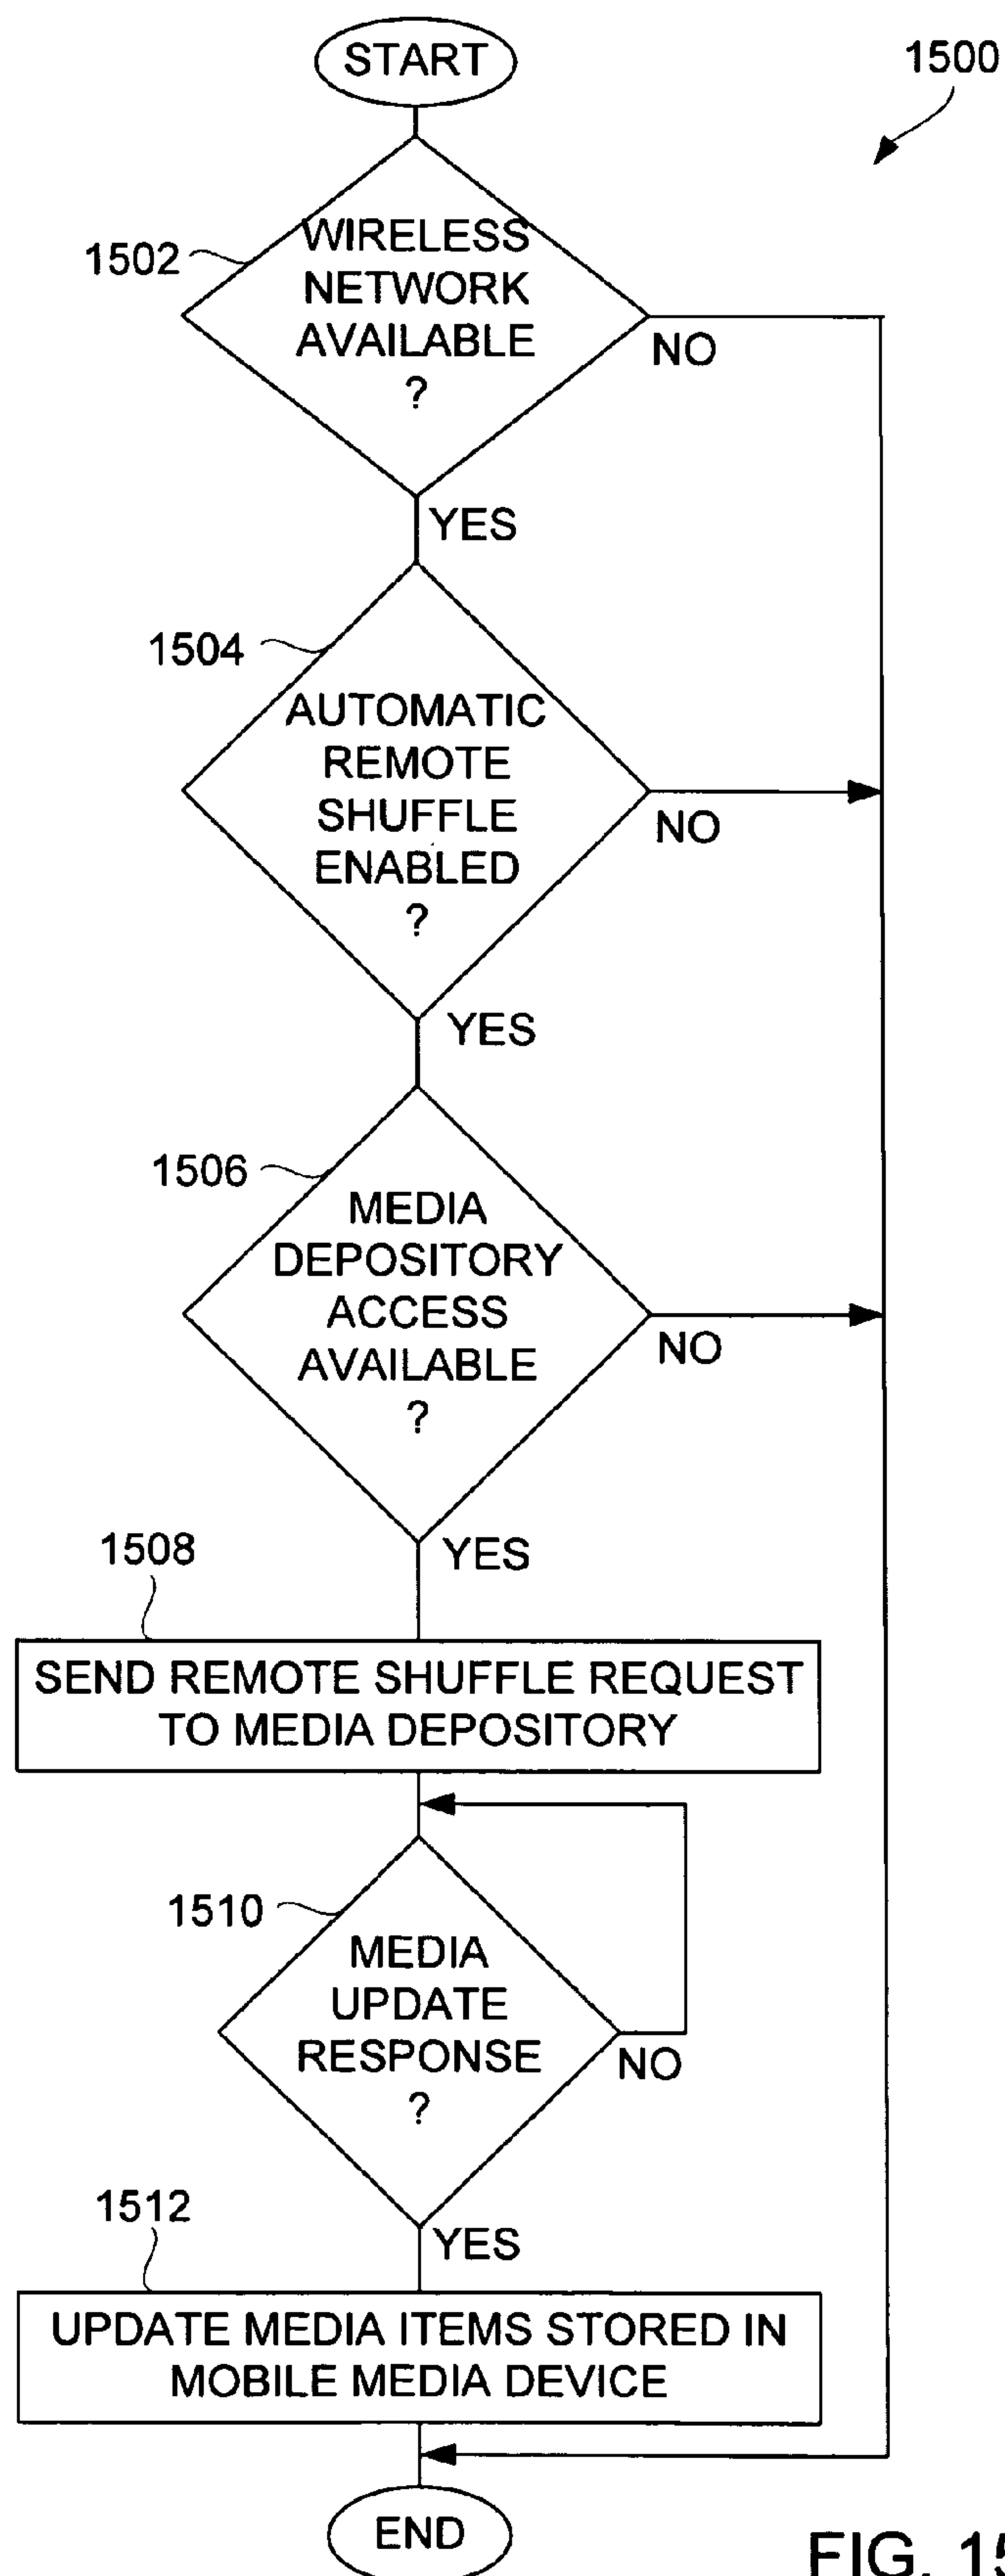 START
1500
1502
WIRELESS
NETWORK
AVAILABLE
?
NO
YES
1504
AUTOMATIC
REMOTE
SHUFFLE
ENABLED
?
NO
YES
1506
MEDIA
DEPOSITORY
ACCESS
AVAILABLE
?
NO
YES
1508
SEND REMOTE SHUFFLE REQUEST
TO MEDIA DEPOSITORY
1510
MEDIA
UPDATE
RESPONSE
?
NO
YES
1512
UPDATE MEDIA ITEMS STORED IN
MOBILE MEDIA DEVICE
END
FIG. 15